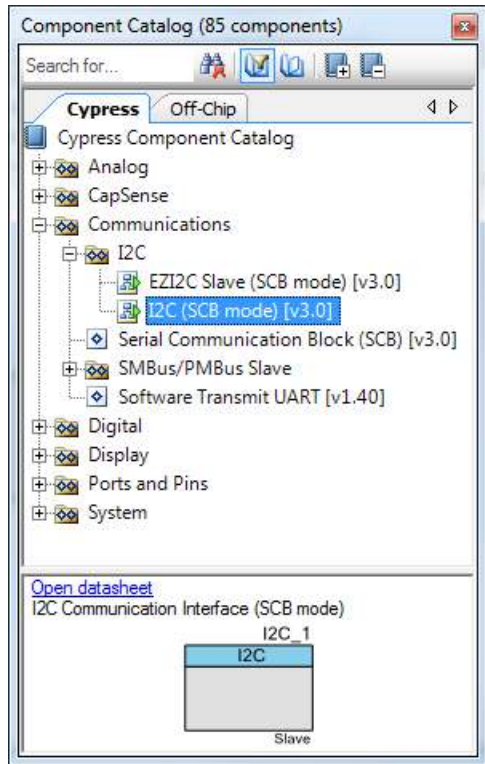 Component Catalog (85 components)
Search for...
Cypress Off-Chip
Cypress Component Catalog
Analog
CapSense
Communications
I2C
EZI2C Slave (SCB mode) [v3.0]
I2C (SCB mode) [v3.0]
Serial Communication Block (SCB) [v3.0]
SMBus/PMBus Slave
Software Transmit UART [v1.40]
Digital
Display
Ports and Pins
System
Open datasheet
I2C Communication Interface (SCB mode)
I2C_1
I2C
Slave